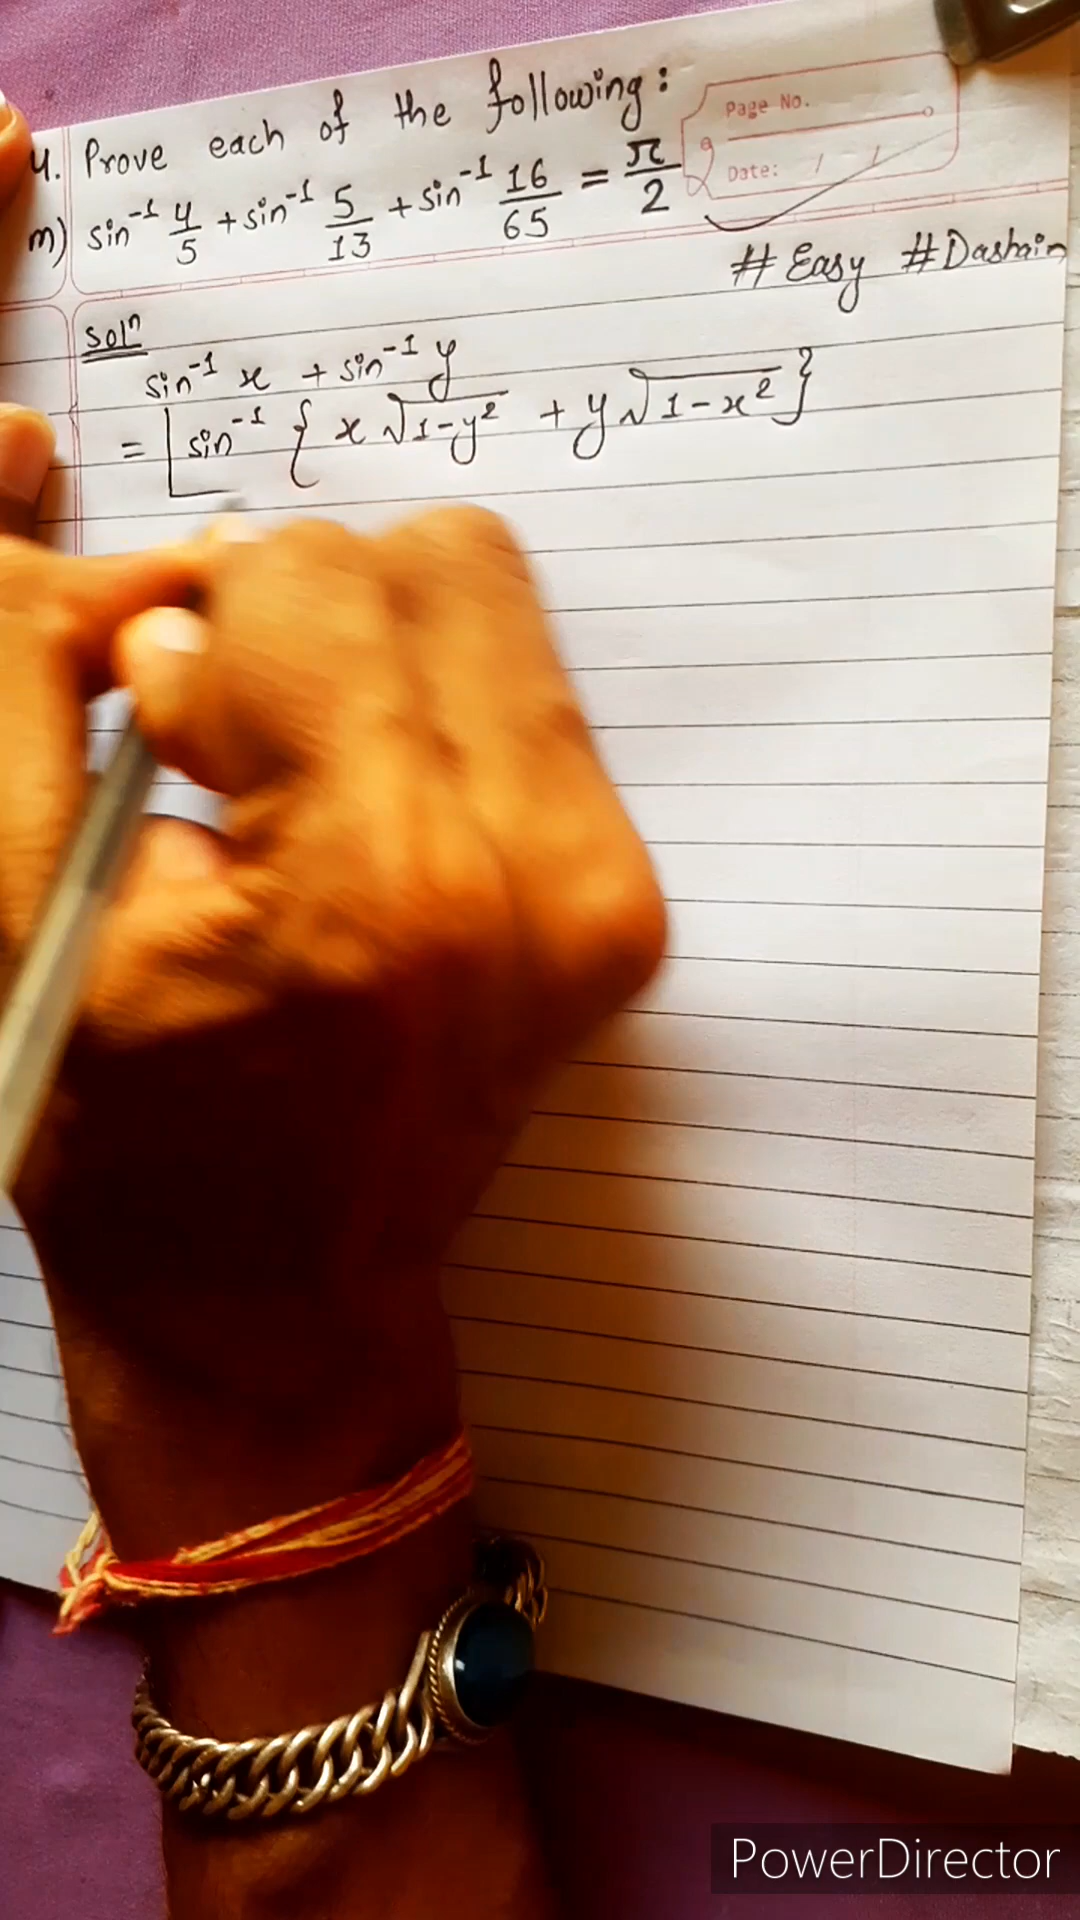 4. Prove each of the following:
Page No.
Date: / /
m) sin⁻¹ 4/5 + sin⁻¹ 5/13 + sin⁻¹ 16/65 = π/2
#Easy #Dashain
Solⁿ
sin⁻¹ x + sin⁻¹ y
= sin⁻¹ { x √1-y² + y √1-x² }
PowerDirector